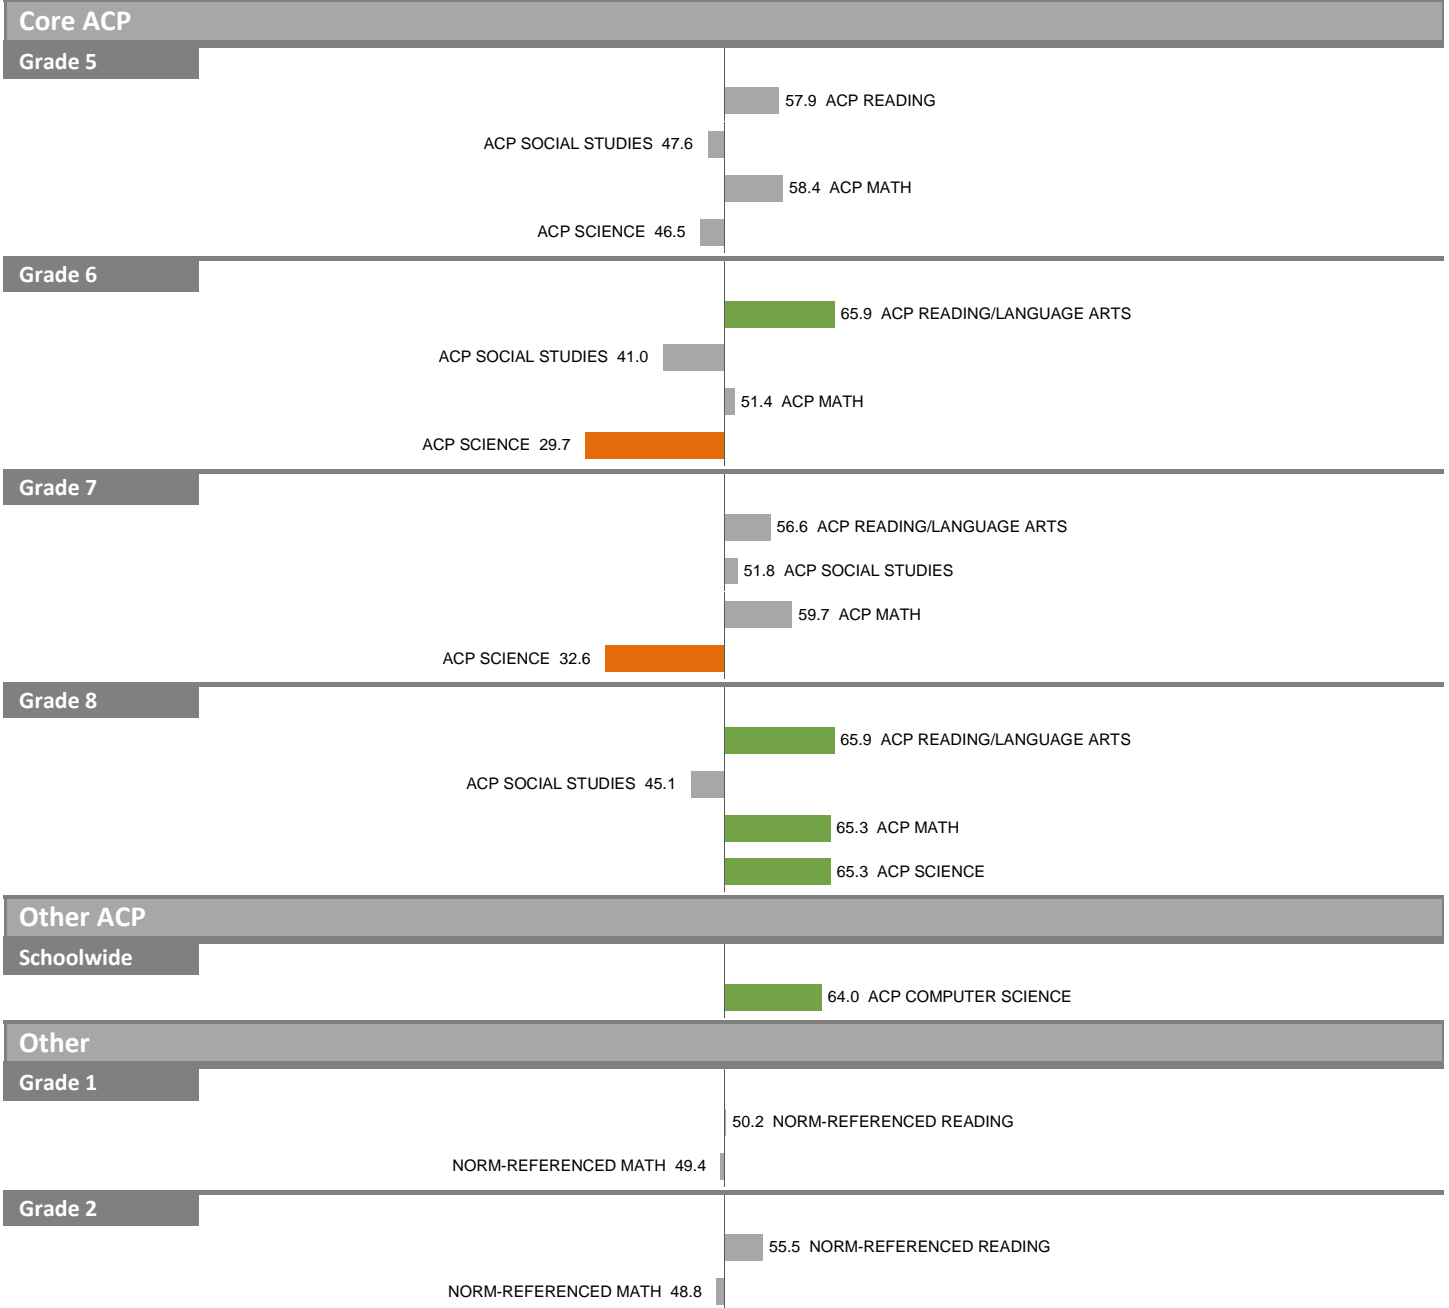 Core ACP
Grade 5
57.9 ACP READING
ACP SOCIAL STUDIES 47.6
58.4 ACP MATH
ACP SCIENCE 46.5
Grade 6
65.9 ACP READING/LANGUAGE ARTS
ACP SOCIAL STUDIES 41.0
51.4 ACP MATH
ACP SCIENCE 29.7
Grade 7
56.6 ACP READING/LANGUAGE ARTS
51.8 ACP SOCIAL STUDIES
59.7 ACP MATH
ACP SCIENCE 32.6
Grade 8
65.9 ACP READING/LANGUAGE ARTS
ACP SOCIAL STUDIES 45.1
65.3 ACP MATH
65.3 ACP SCIENCE
Other ACP
Schoolwide
64.0 ACP COMPUTER SCIENCE
Other
Grade 1
50.2 NORM-REFERENCED READING
NORM-REFERENCED MATH 49.4
Grade 2
55.5 NORM-REFERENCED READING
NORM-REFERENCED MATH 48.8